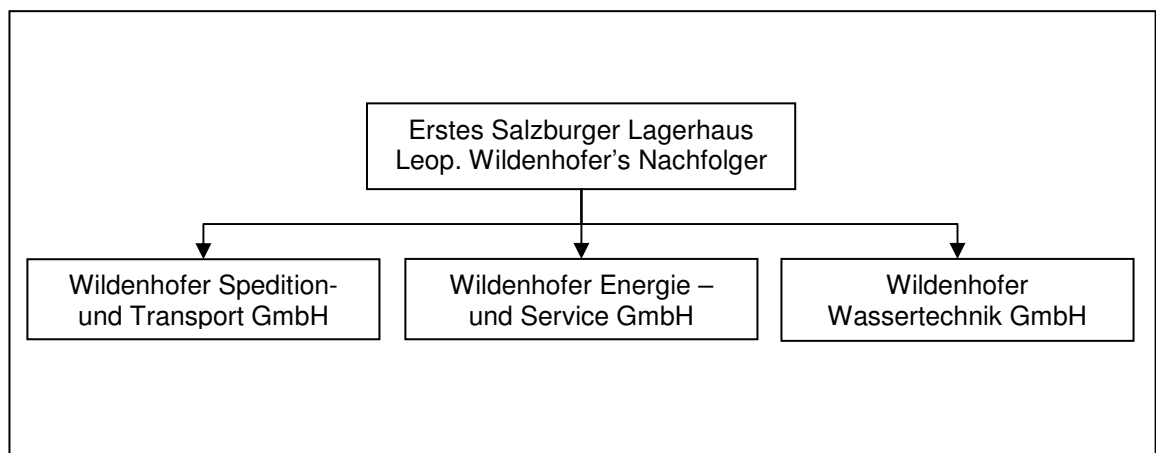 Erstes Salzburger Lagerhaus
Leop. Wildenhofer's Nachfolger
Wildenhofer Spedition-
und Transport GmbH
Wildenhofer Energie –
und Service GmbH
Wildenhofer
Wassertechnik GmbH